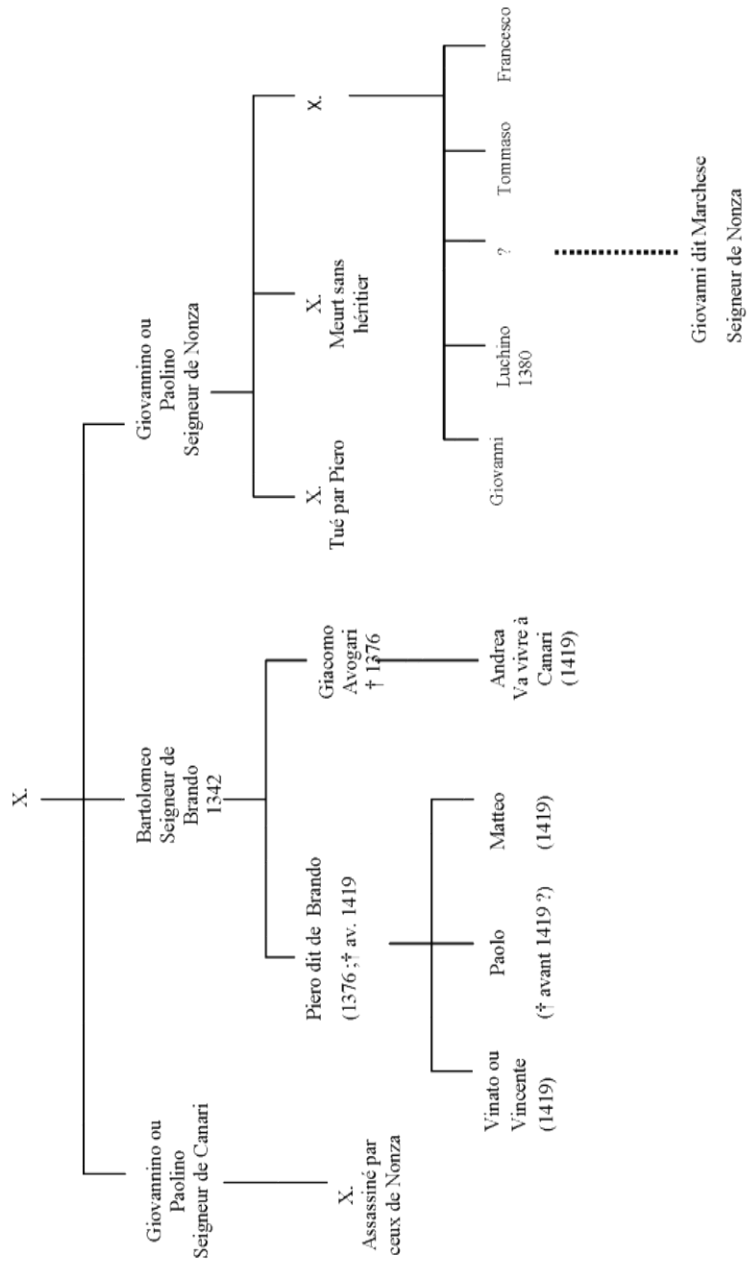 X.
Giovannino ou
Paolino
Seigneur de Canari
Bartolomeo
Seigneur de
Brando
1342
Giovannino ou
Paolino
Seigneur de Nonza
X.
Assassiné par
ceux de Nonza
Piero dit de Brando
(1376 ;† av. 1419
Giacomo
Avogari
† 1376
X.
Tué par Piero
X.
Meurt sans
héritier
X.
Vinato ou
Vincente
(1419)
Paolo
(† avant 1419 ?)
Matteo
(1419)
Andrea
Va vivre à
Canari
(1419)
Giovanni
Luchino
1380
?
Tommaso
Francesco
Giovanni dit Marchese
Seigneur de Nonza